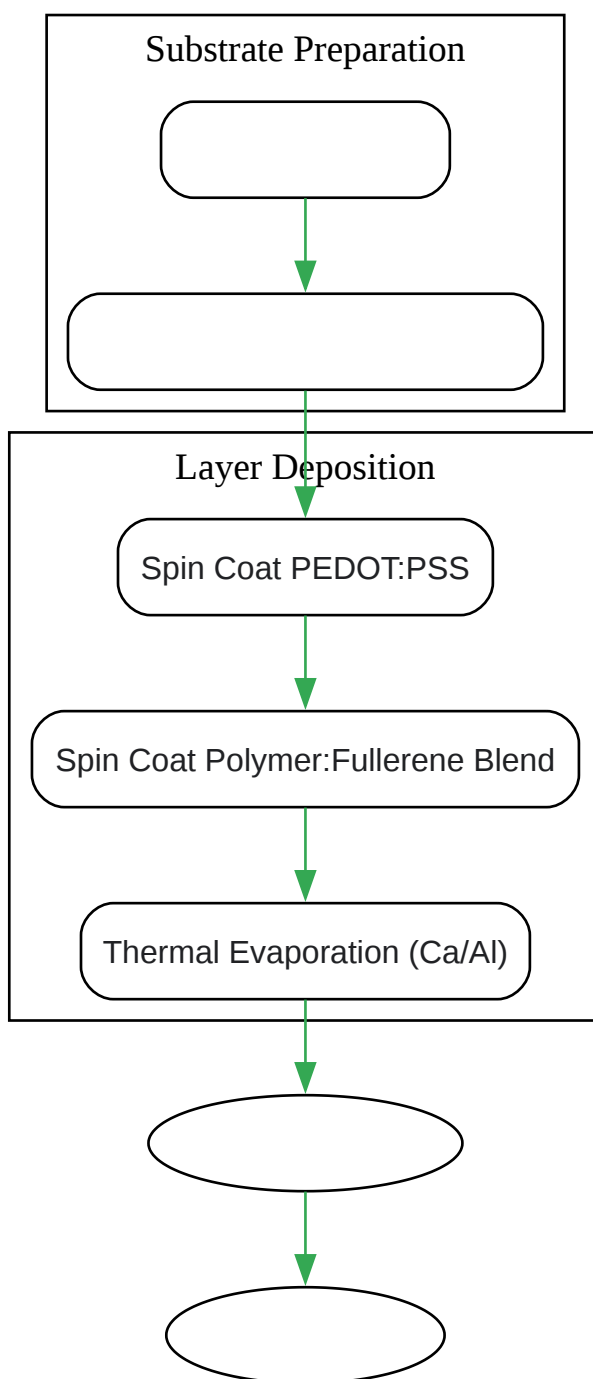 Substrate Preparation
Layer Deposition
Spin Coat PEDOT:PSS
Spin Coat Polymer:Fullerene Blend
Thermal Evaporation (Ca/Al)